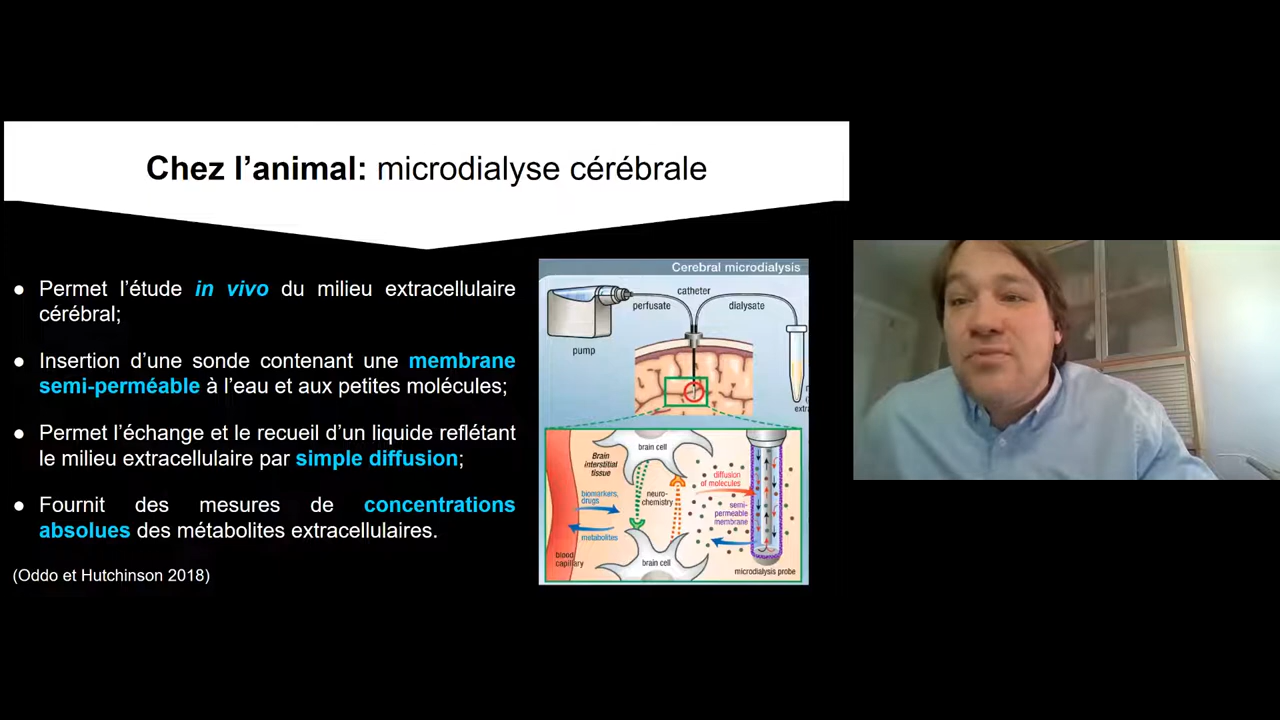 Chez l’animal: microdialyse cérébrale
● Permet l’étude in vivo du milieu extracellulaire
cérébral;
● Insertion d’une sonde contenant une membrane
semi-perméable à l’eau et aux petites molécules;
● Permet l’échange et le recueil d’un liquide reflétant
le milieu extracellulaire par simple diffusion;
● Fournit des mesures de concentrations
absolues des métabolites extracellulaires.
(Oddo et Hutchinson 2018)
Cerebral microdialysis
catheter
perfusate
dialysate
pump
extra
brain cell
Brain
interstitial
tissue
diffusion
of molecules
biomarkers,
drugs
neuro-
chemistry
semi-
permeable
membrane
metabolites
blood
capillary
brain cell
microdialysis probe